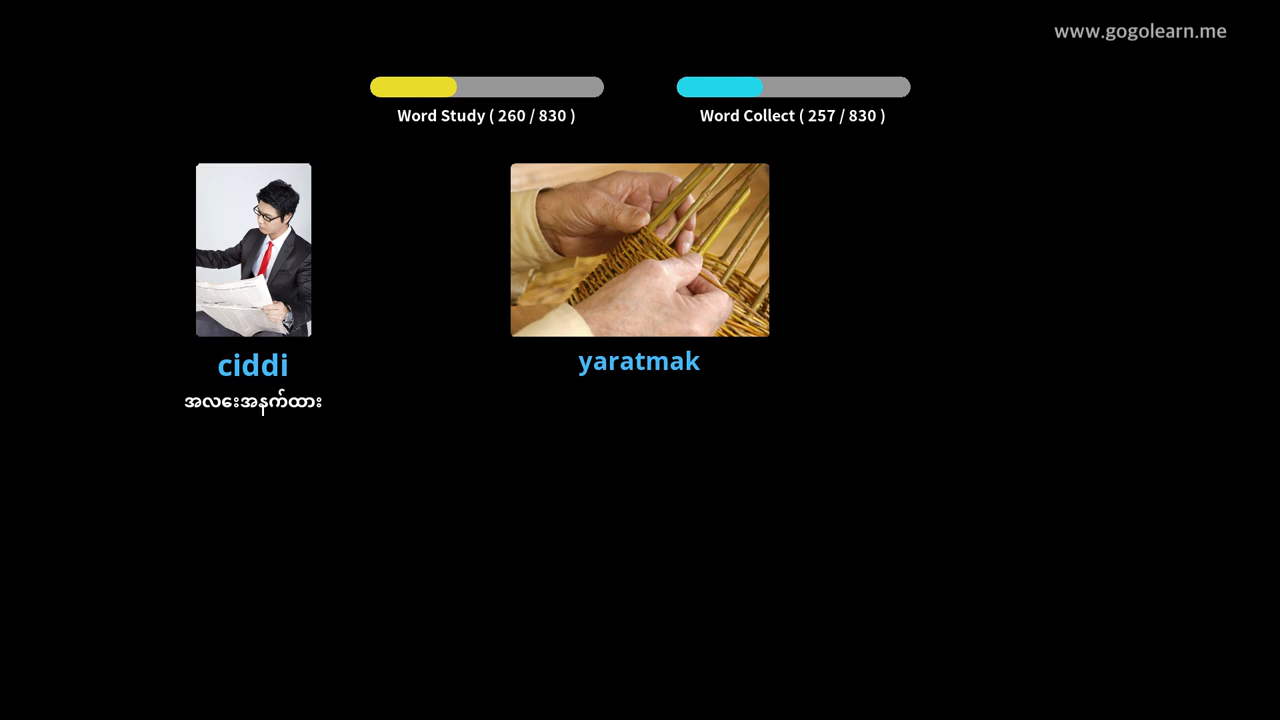 www.gogolearn.me
Word Study ( 260 / 830 )
Word Collect ( 257 / 830 )
ciddi
အလေးအနက်ထား
yaratmak